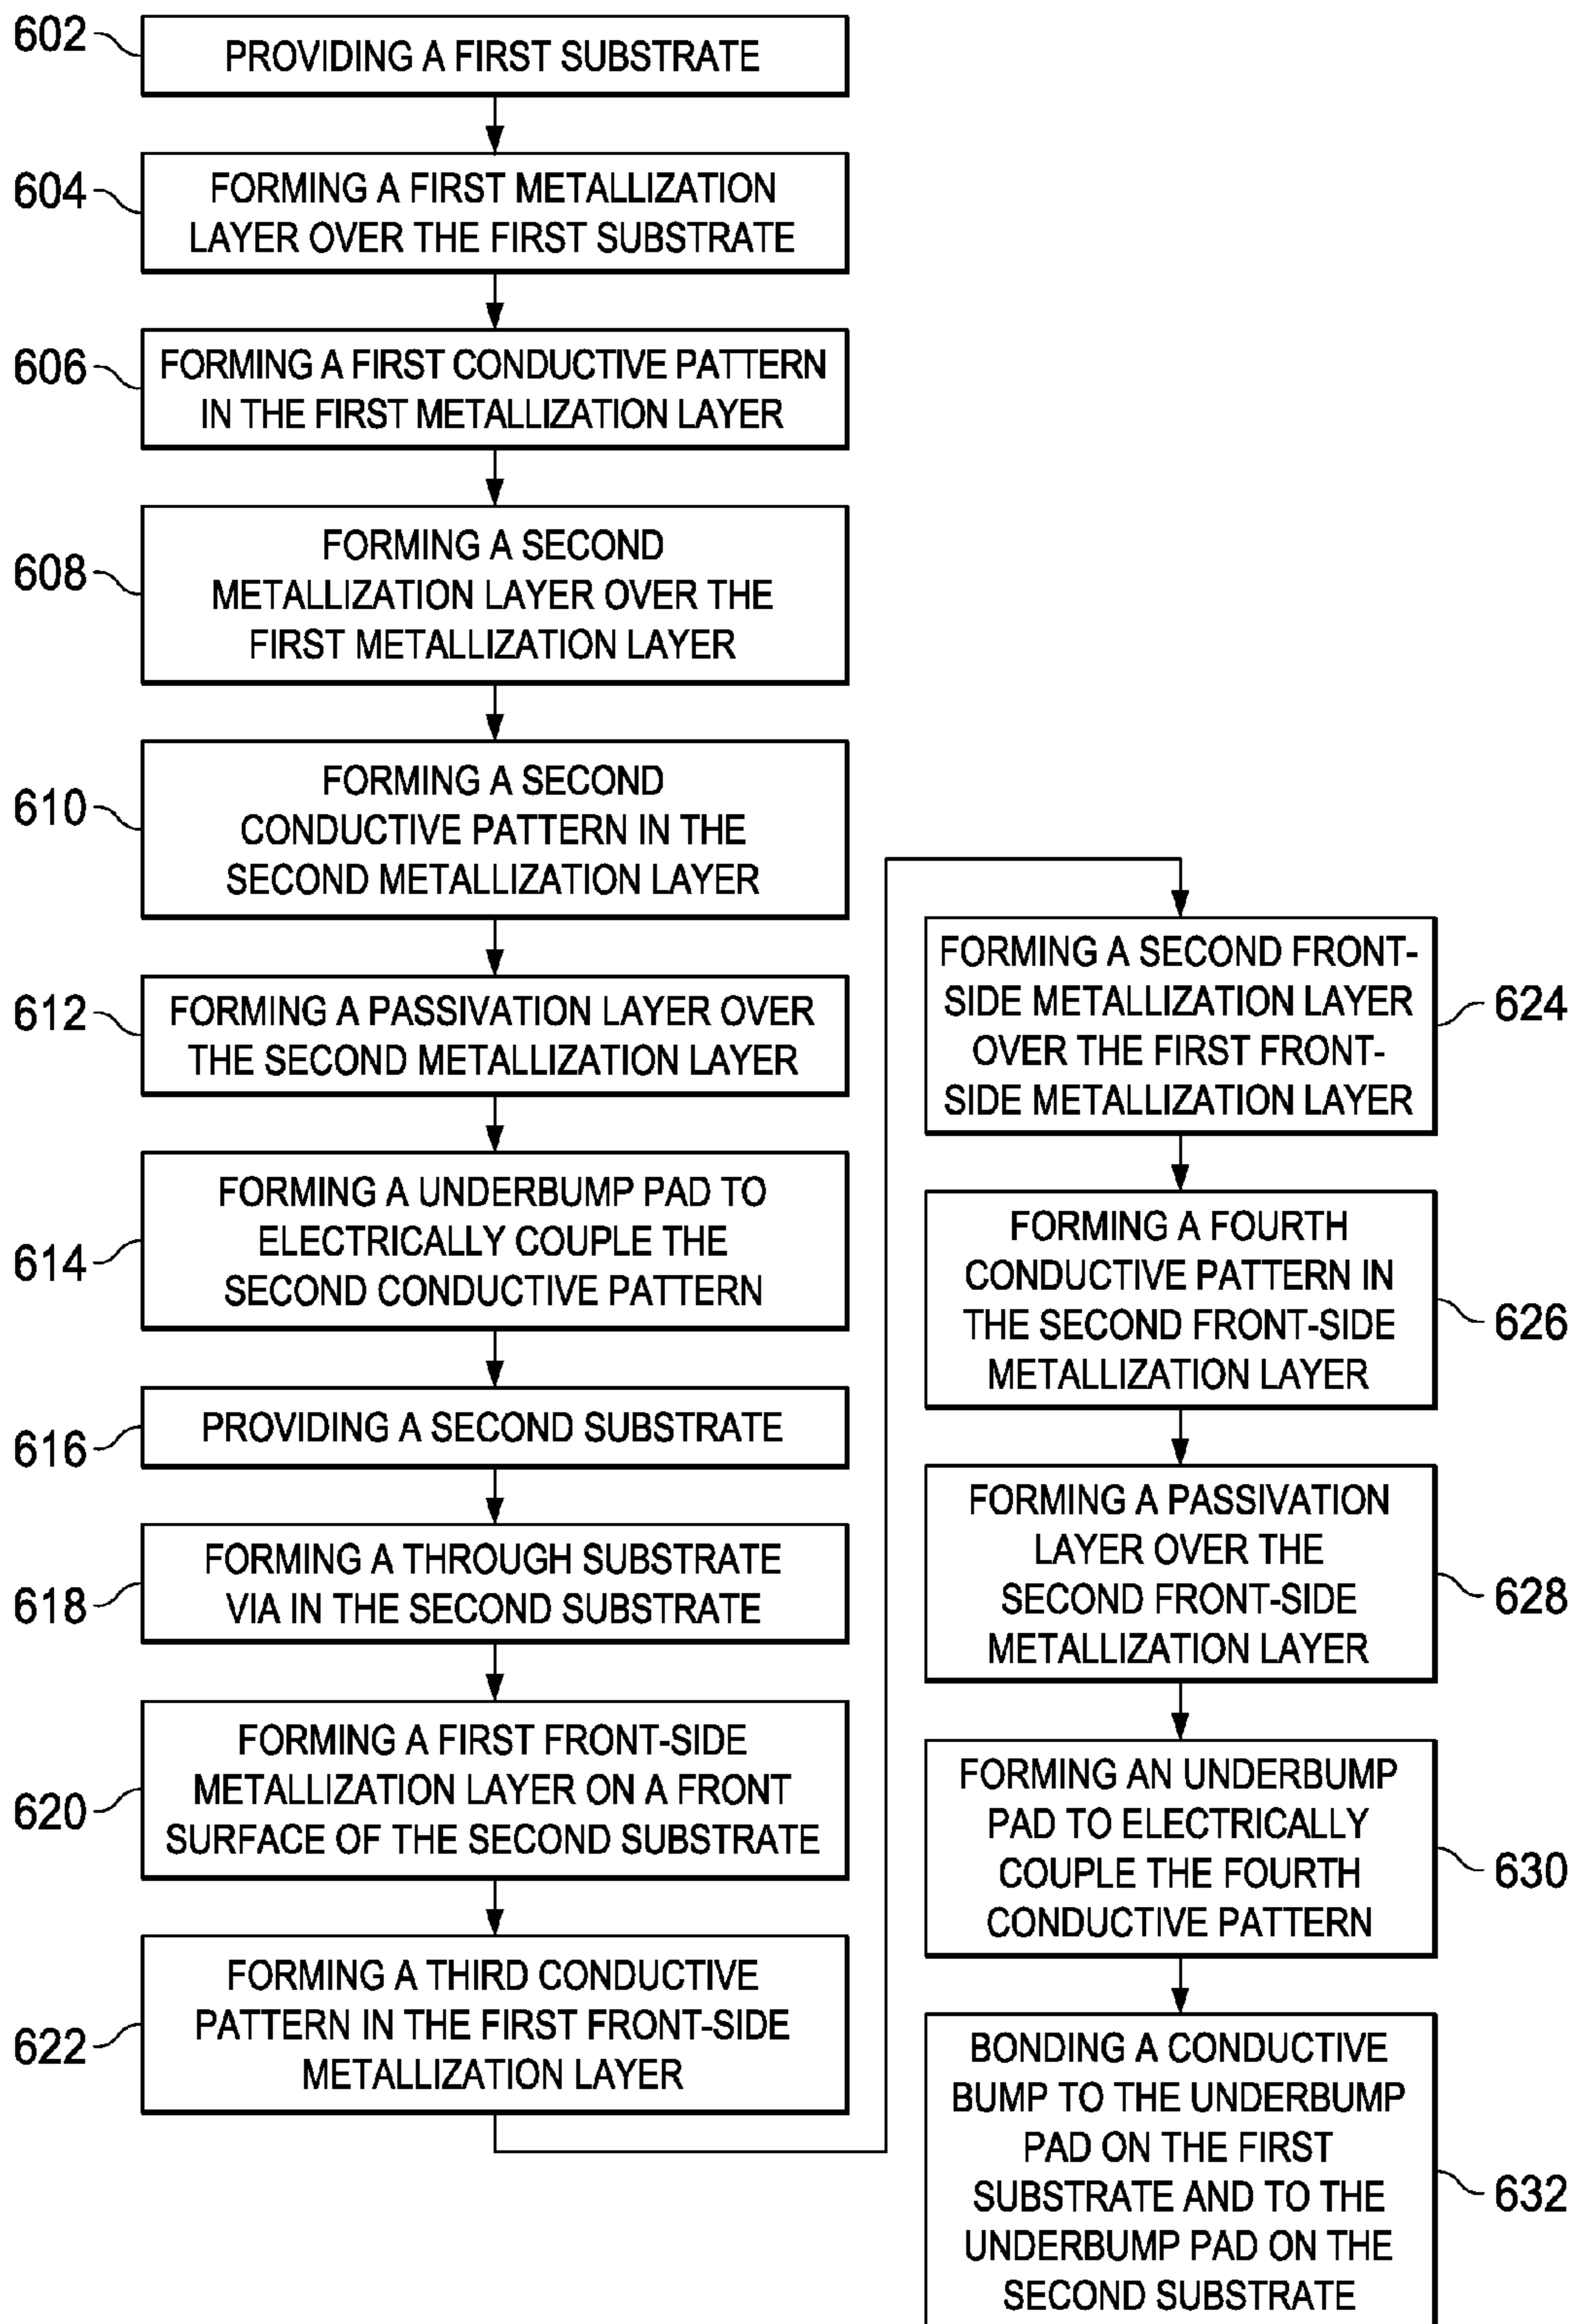 602
PROVIDING A FIRST SUBSTRATE
604
FORMING A FIRST METALLIZATION
LAYER OVER THE FIRST SUBSTRATE
606
FORMING A FIRST CONDUCTIVE PATTERN
IN THE FIRST METALLIZATION LAYER
608
FORMING A SECOND
METALLIZATION LAYER OVER THE
FIRST METALLIZATION LAYER
610
FORMING A SECOND
CONDUCTIVE PATTERN IN THE
SECOND METALLIZATION LAYER
612
FORMING A PASSIVATION LAYER OVER
THE SECOND METALLIZATION LAYER
614
FORMING A UNDERBUMP PAD TO
ELECTRICALLY COUPLE THE
SECOND CONDUCTIVE PATTERN
616
PROVIDING A SECOND SUBSTRATE
618
FORMING A THROUGH SUBSTRATE
VIA IN THE SECOND SUBSTRATE
620
FORMING A FIRST FRONT-SIDE
METALLIZATION LAYER ON A FRONT
SURFACE OF THE SECOND SUBSTRATE
622
FORMING A THIRD CONDUCTIVE
PATTERN IN THE FIRST FRONT-SIDE
METALLIZATION LAYER
FORMING A SECOND FRONT-
SIDE METALLIZATION LAYER
OVER THE FIRST FRONT-
SIDE METALLIZATION LAYER
624
FORMING A FOURTH
CONDUCTIVE PATTERN IN
THE SECOND FRONT-SIDE
METALLIZATION LAYER
626
FORMING A PASSIVATION
LAYER OVER THE
SECOND FRONT-SIDE
METALLIZATION LAYER
628
FORMING AN UNDERBUMP
PAD TO ELECTRICALLY
COUPLE THE FOURTH
CONDUCTIVE PATTERN
630
BONDING A CONDUCTIVE
BUMP TO THE UNDERBUMP
PAD ON THE FIRST
SUBSTRATE AND TO THE
UNDERBUMP PAD ON THE
SECOND SUBSTRATE
632